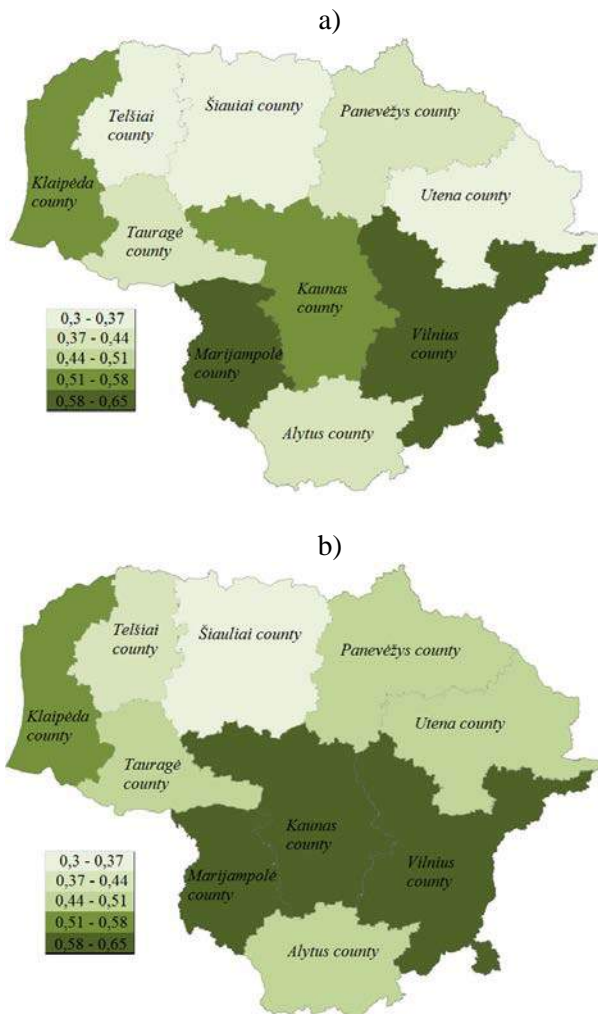 a)
Telšiai
county
Šiauiai county
Panevėžys county
Klaipėda
county
Utena county
Tauragė
county
Kaunas
county
0,3 - 0,37
0,37 - 0,44
0,44 - 0,51
0,51 - 0,58
0,58 - 0,65
Marijampolė
county
Vilnius
county
Alytus county
b)
Telšiai
county
Šiauliai county
Panevėžys county
Klaipėda
county
Utena county
Tauragė
county
Kaunas
county
0,3 - 0,37
0,37 - 0,44
0,44 - 0,51
0,51 - 0,58
0,58 - 0,65
Marijampolė
county
Vilnius
county
Alytus county